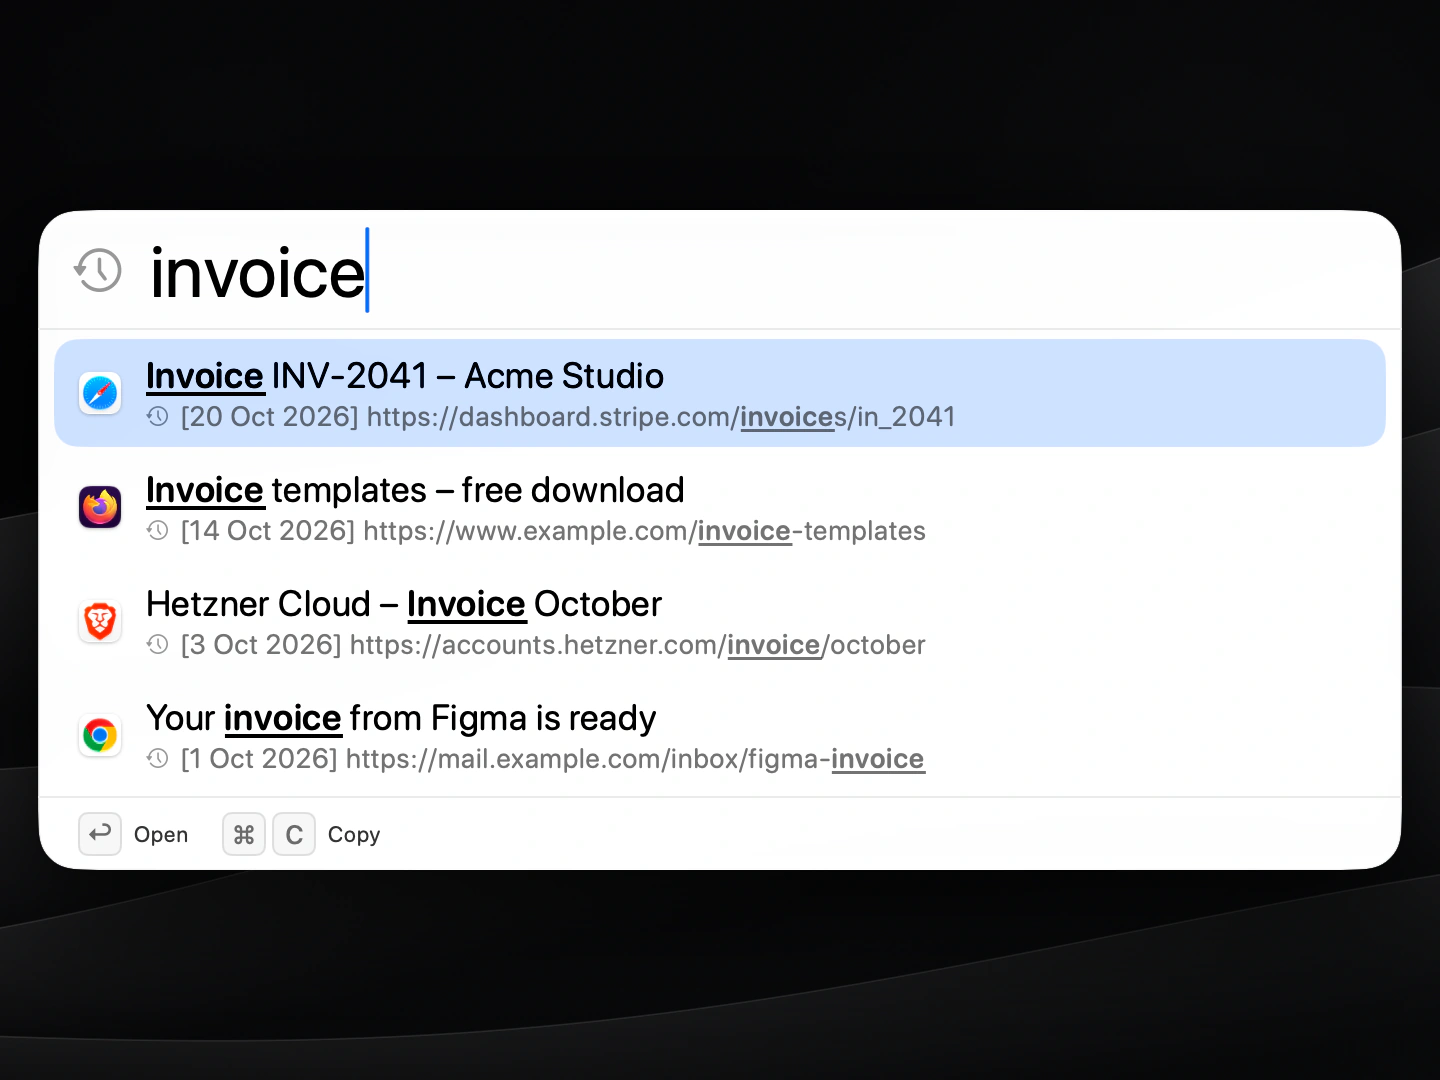 invoice
Invoice INV-2041 – Acme Studio
[20 Oct 2026] https://dashboard.stripe.com/invoices/in_2041
Invoice templates – free download
[14 Oct 2026] https://www.example.com/invoice-templates
Hetzner Cloud – Invoice October
[3 Oct 2026] https://accounts.hetzner.com/invoice/october
Your invoice from Figma is ready
[1 Oct 2026] https://mail.example.com/inbox/figma-invoice
↩ Open ⌘ C Copy